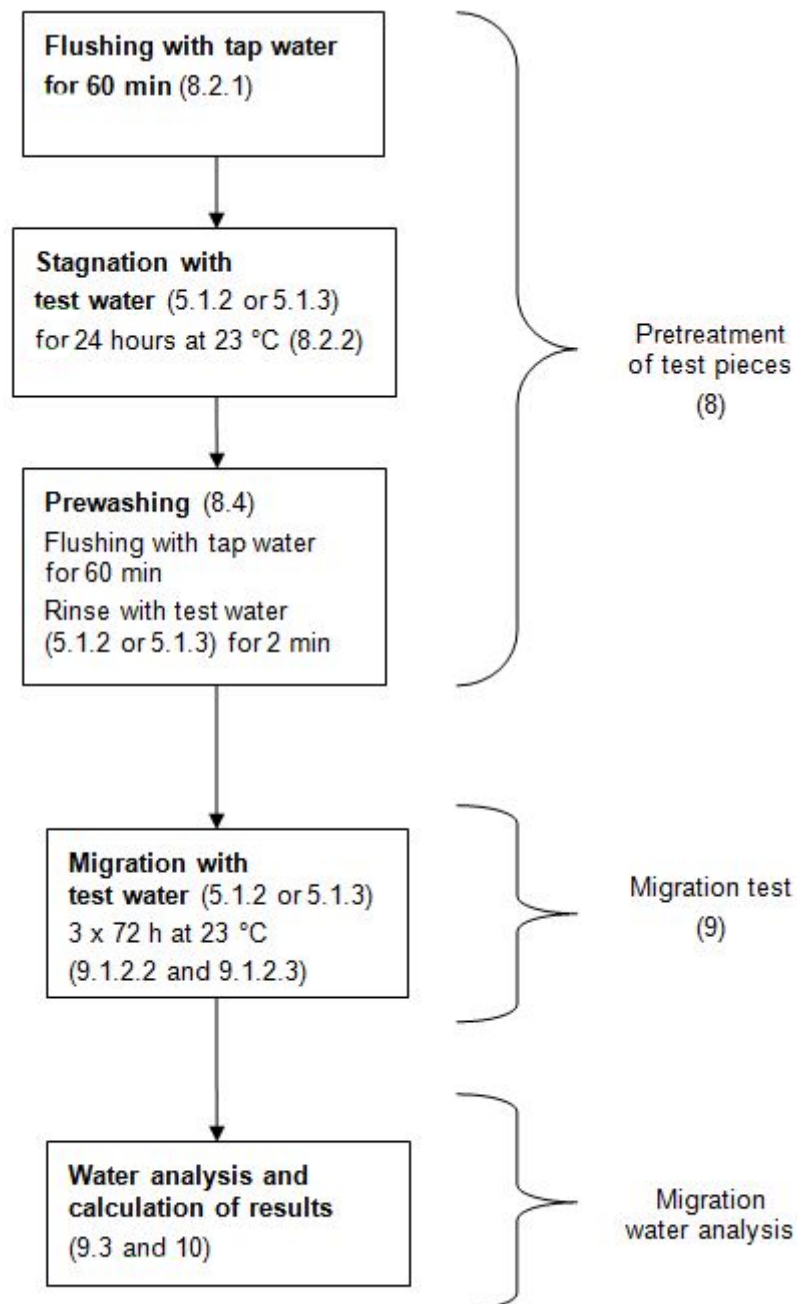 Flushing with tap water
for 60 min (8.2.1)
Stagnation with
test water (5.1.2 or 5.1.3)
for 24 hours at 23 °C (8.2.2)
Pretreatment
of test pieces
(8)
Prewashing (8.4)
Flushing with tap water
for 60 min
Rinse with test water
(5.1.2 or 5.1.3) for 2 min
Migration with
test water (5.1.2 or 5.1.3)
3 x 72 h at 23 °C
(9.1.2.2 and 9.1.2.3)
Migration test
(9)
Water analysis and
calculation of results
(9.3 and 10)
Migration
water analysis